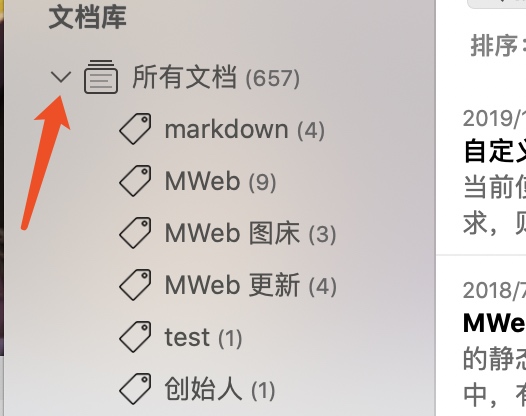 文档库
所有文档 (657)
markdown (4)
MWeb (9)
MWeb 图床 (3)
MWeb 更新 (4)
test (1)
创始人 (1)
排序:
2019/1
自定义
当前使
求，则
2018/7
MWe
的静态
中，有